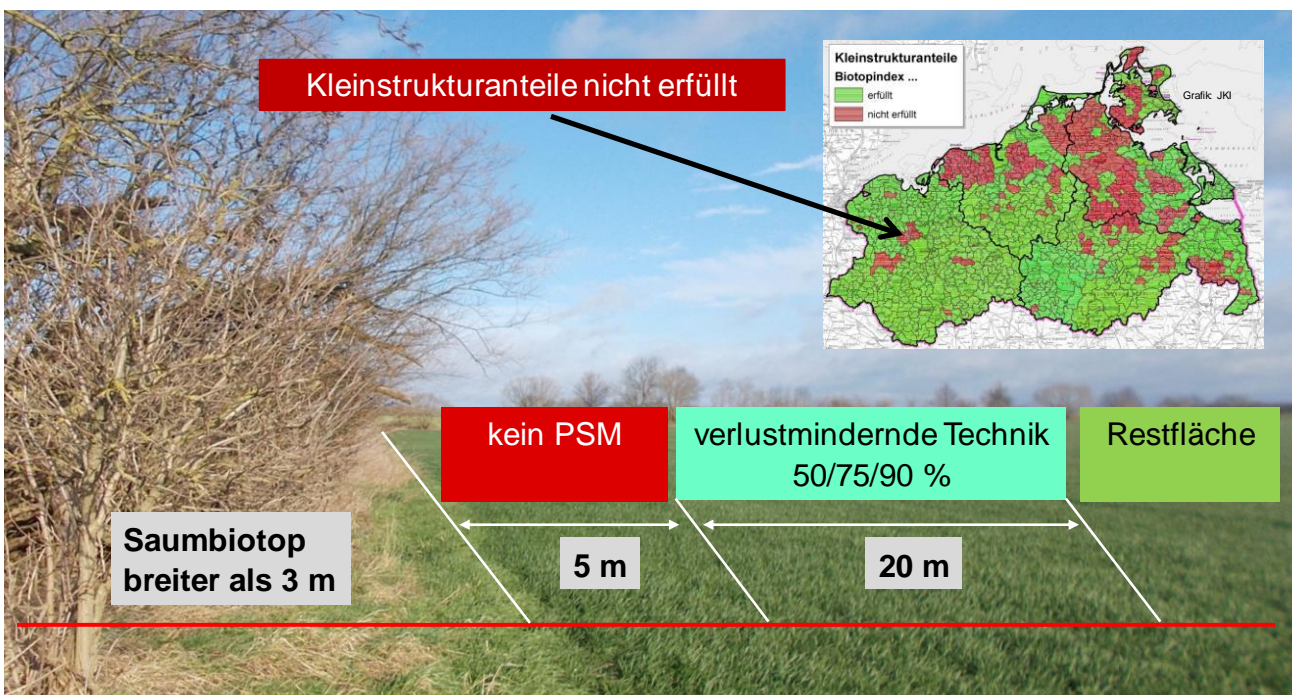 Kleinstrukturanteile nicht erfüllt
Kleinstrukturanteile
Biotopindex ...
erfüllt
nicht erfüllt
Grafik: JKI
kein PSM
verlustmindernde Technik
50/75/90 %
Restfläche
Saumbiotop
breiter als 3 m
5 m
20 m